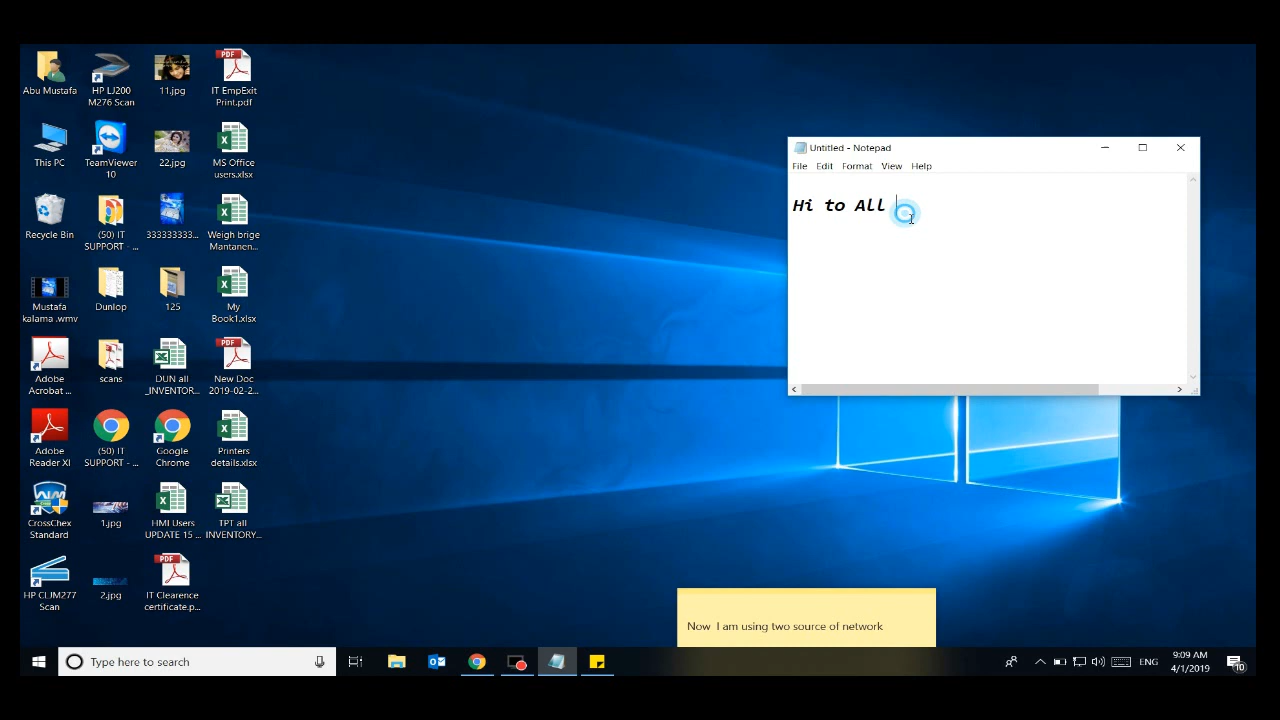 Abu Mustafa
HP LJ200
M276 Scan
11.jpg
PDF
IT EmpExit
Print.pdf
This PC
TeamViewer
10
22.jpg
MS Office
users.xlsx
Recycle Bin
(50) IT
SUPPORT - ...
333333333...
Weigh brige
Mantanen...
Mustafa
kalama .wmv
Dunlop
125
My
Book1.xlsx
Adobe
Acrobat ...
scans
DUN all
_INVENTOR...
PDF
New Doc
2019-02-2...
Adobe
Reader XI
(50) IT
SUPPORT - ...
Google
Chrome
Printers
details.xlsx
CrossChex
Standard
1.jpg
HMI Users
UPDATE 15 ...
TPT all
INVENTORY...
HP CLJM277
Scan
2.jpg
PDF
IT Clearence
certificate.p...
Untitled - Notepad
File Edit Format View Help
Hi to All
Now I am using two source of network
Type here to search
ENG
9:09 AM
4/1/2019
10